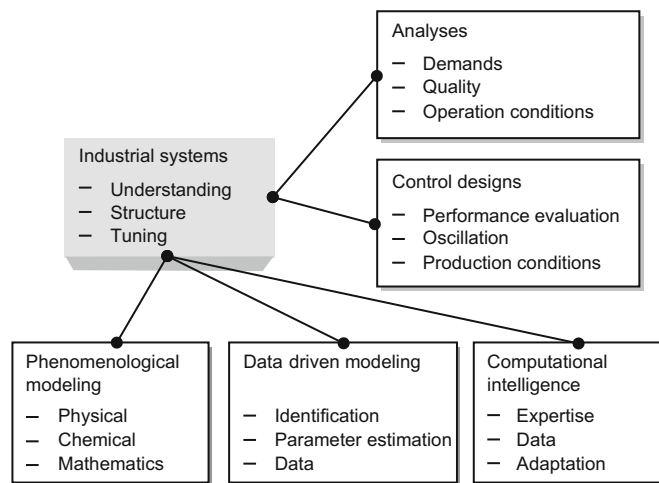 Analyses
– Demands
– Quality
– Operation conditions
Industrial systems
– Understanding
– Structure
– Tuning
Control designs
– Performance evaluation
– Oscillation
– Production conditions
Phenomenological
modeling
– Physical
– Chemical
– Mathematics
Data driven modeling
– Identification
– Parameter estimation
– Data
Computational
intelligence
– Expertise
– Data
– Adaptation